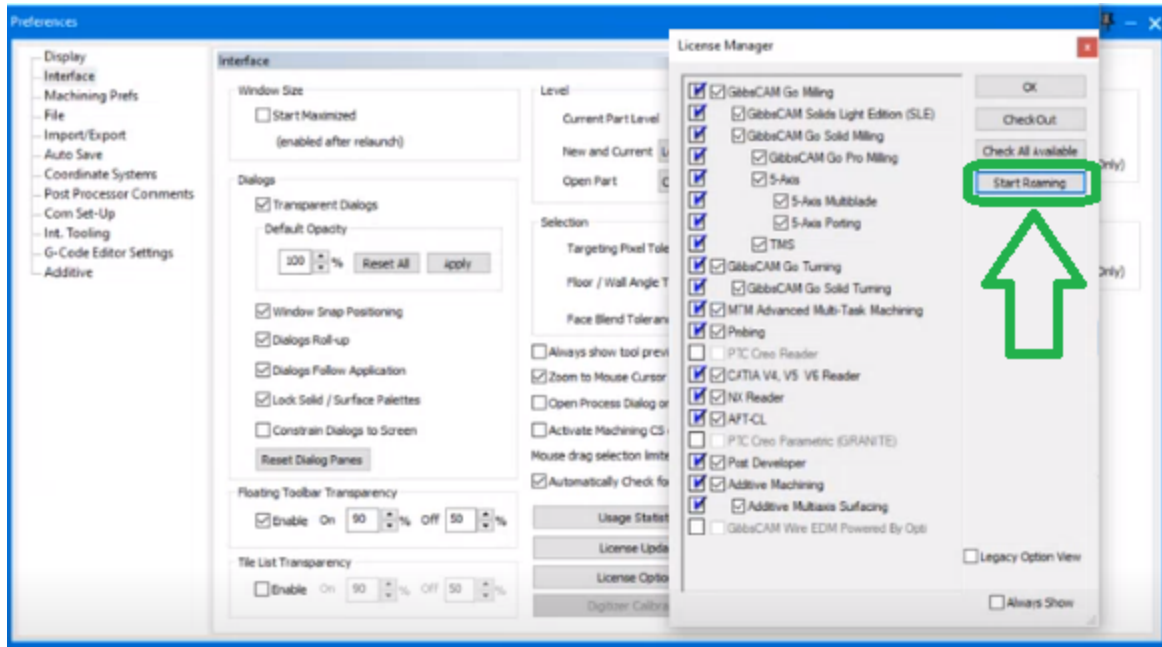 Preferences
Display
Interface
Machining Prefs
File
Import/Export
Auto Save
Coordinate Systems
Post Processor Comments
Com Set-Up
Int. Tooling
G-Code Editor Settings
Additive
Interface
Window Size
Start Maximized
(enabled after relaunch)
Dialogs
Transparent Dialogs
Default Opacity
100 % Reset All Apply
Window Snap Positioning
Dialogs Roll-up
Dialogs Follow Application
Lock Solid / Surface Palettes
Constrain Dialogs to Screen
Reset Dialog Panes
Floating Toolbar Transparency
Enable On 90 % Off 50 %
Tile List Transparency
Enable On 90 % Off 50 %
Level
Current Part Level
New and Current
Open Part
Selection
Targeting Pixel Tole
Floor / Wall Angle T
Face Blend Toleran
Always show tool previ
Zoom to Mouse Cursor
Open Process Dialog or
Activate Machining CS
Mouse drag selection limite
Automatically Check fo
Usage Statist
License Upda
License Optio
Digitizer Calibra
License Manager
GibbsCAM Go Milling
GibbsCAM Solids Light Edition (SLE)
GibbsCAM Go Solid Milling
GibbsCAM Go Pro Milling
5-Axis
5-Axis Multiblade
5-Axis Porting
TMS
GibbsCAM Go Turning
GibbsCAM Go Solid Turning
MTM Advanced Multi-Task Machining
Probing
PTC Creo Reader
CATIA V4, V5 V6 Reader
NX Reader
APT-CL
PTC Creo Parametric (GRANITE)
Post Developer
Additive Machining
Additive Multiaxis Surfacing
GibbsCAM Wire EDM Powered By Opti
OK
Check Out
Check All Available
Start Roaming
Legacy Option View
Always Show
Only)
Only)